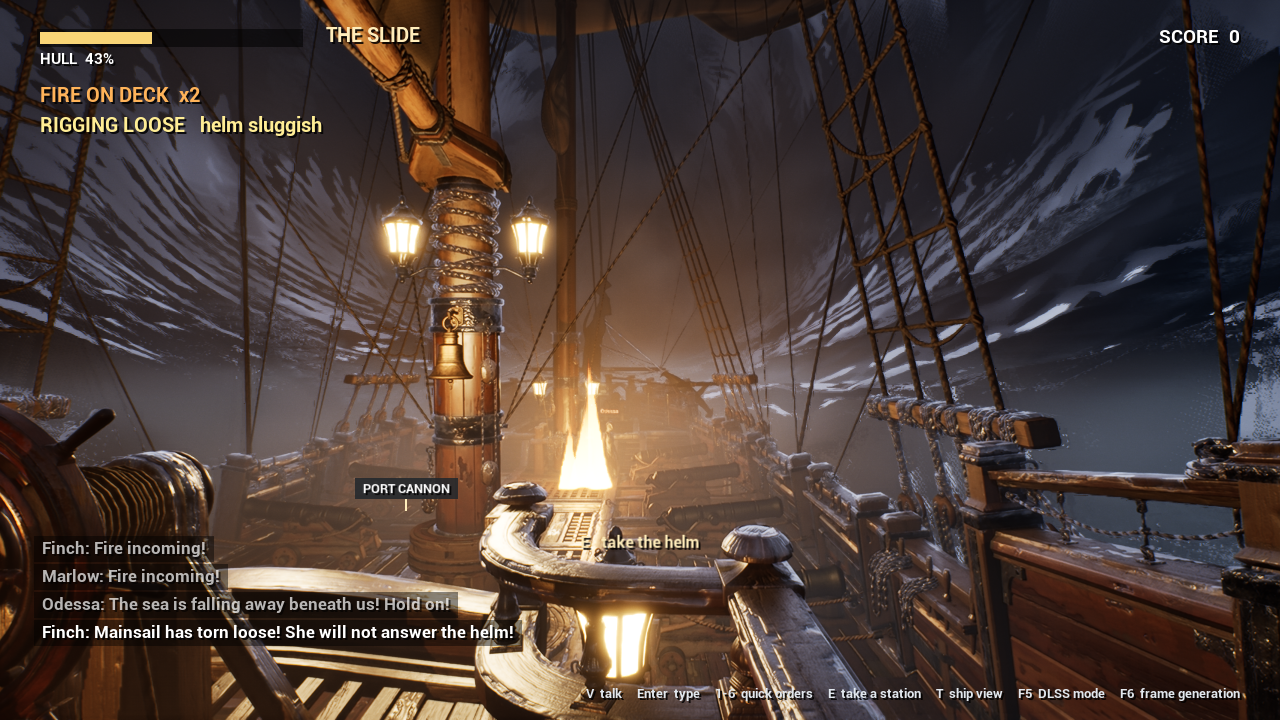 THE SLIDE
SCORE 0
HULL 43%
FIRE ON DECK x2
RIGGING LOOSE helm sluggish
PORT CANNON
E take the helm
Finch: Fire incoming!
Marlow: Fire incoming!
Odessa: The sea is falling away beneath us! Hold on!
Finch: Mainsail has torn loose! She will not answer the helm!
V talk Enter type 1-6 quick orders E take a station T ship view F5 DLSS mode F6 frame generation